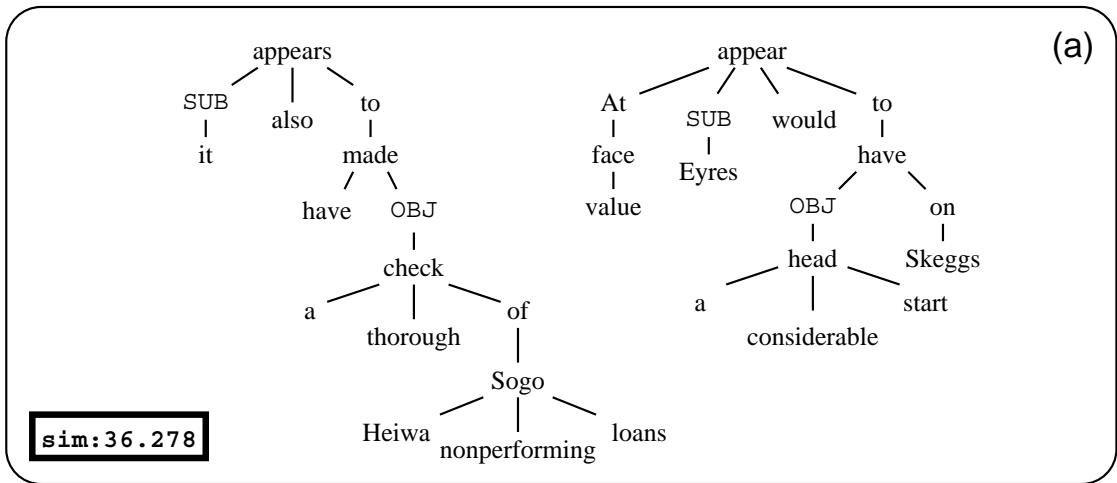 (a)
appears
SUB also to
it made
have OBJ
check
a thorough of
Sogo
Heiwa nonperforming loans
appear
At SUB would to
face Eyres have
value OBJ on
head Skeggs
a considerable start
sim:36.278